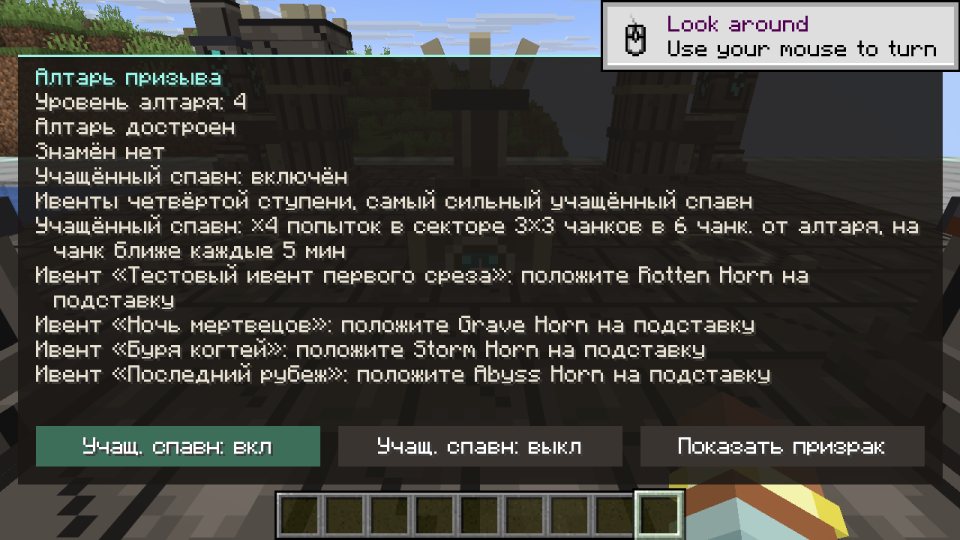 Look around
Use your mouse to turn
Алтарь призыва
Уровень алтаря: 4
Алтарь достроен
Знамён нет
Учащённый спавн: включён
Ивенты четвёртой ступени, самый сильный учащённый спавн
Учащённый спавн: ×4 попыток в секторе 3×3 чанков в 6 чанк. от алтаря, на
чанк ближе каждые 5 мин
Ивент «Тестовый ивент первого среза»: положите Rotten Horn на
подставку
Ивент «Ночь мертвецов»: положите Grave Horn на подставку
Ивент «Буря когтей»: положите Storm Horn на подставку
Ивент «Последний рубеж»: положите Abyss Horn на подставку
Учащ. спавн: вкл
Учащ. спавн: выкл
Показать призрак